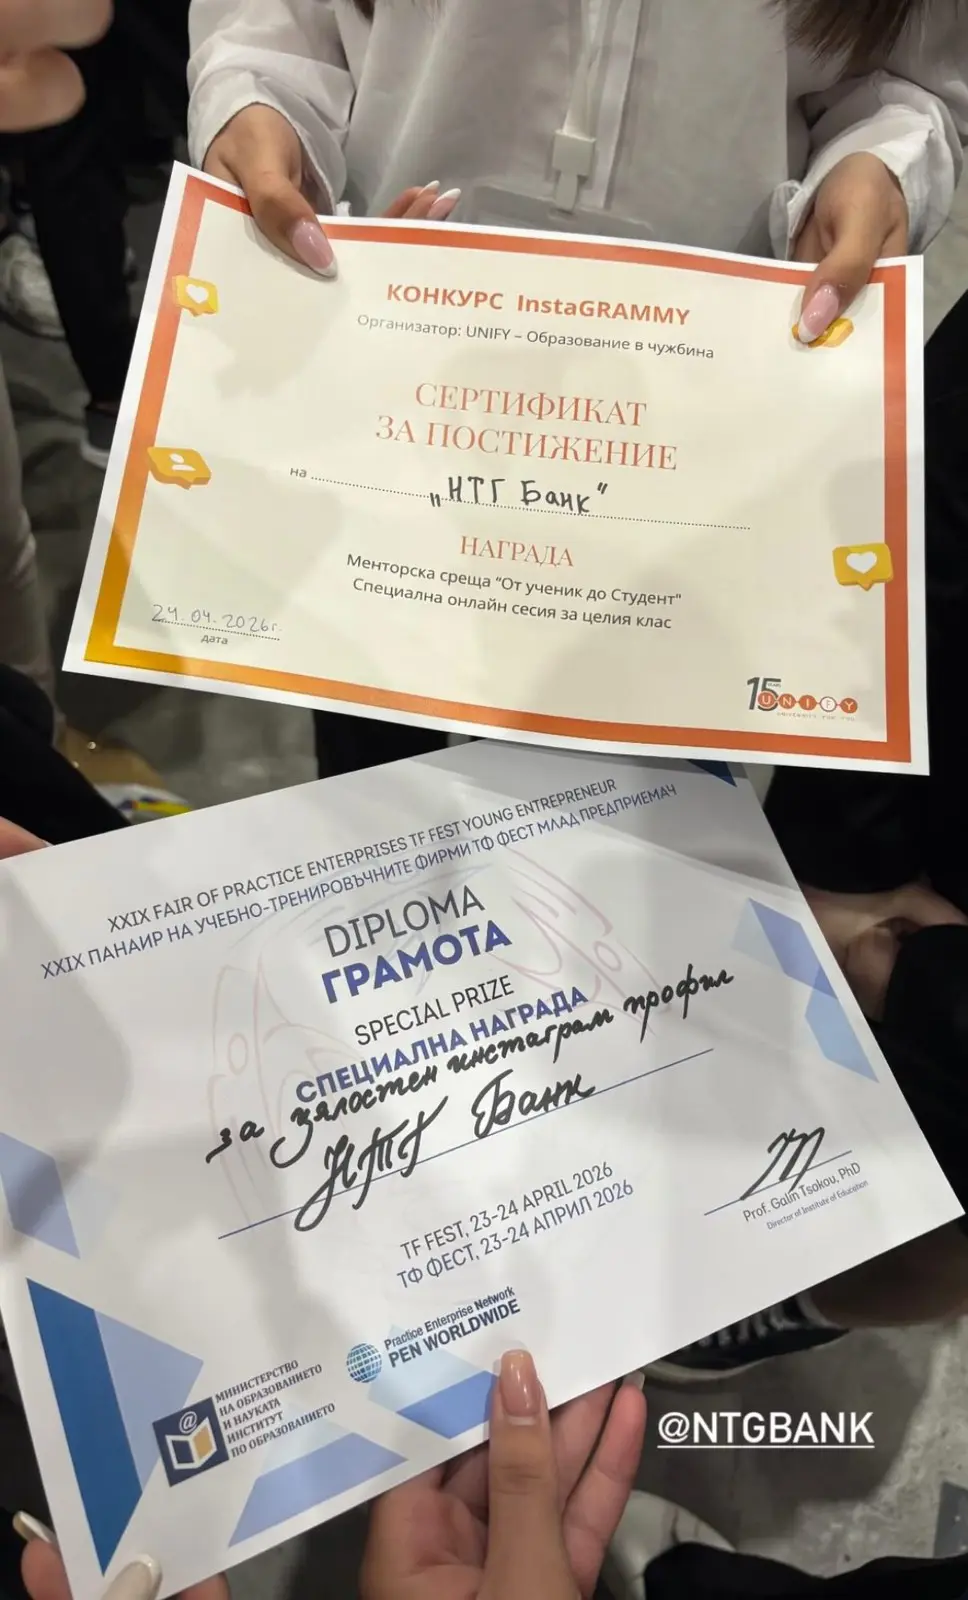 КОНКУРС InstaGRAMMY
Организатор: UNIFY – Образование в чужбина
СЕРТИФИКАТ
ЗА ПОСТИЖЕНИЕ
на „НТГ Банк“
НАГРАДА
Менторска среща "От ученик до Студент"
Специална онлайн сесия за целия клас
24.04.2026г.
дата
15 YEARS
UNIFY
XXIX FAIR OF PRACTICE ENTERPRISES TF FEST YOUNG ENTREPRENEUR
XXIX ПАНАИР НА УЧЕБНО-ТРЕНИРОВЪЧНИТЕ ФИРМИ ТФ ФЕСТ МЛАД ПРЕДПРИЕМАЧ
DIPLOMA
ГРАМОТА
SPECIAL PRIZE
СПЕЦИАЛНА НАГРАДА
за цялостен инстаграм профил
НТГ Банк
Prof. Galin Tsokov, PhD
Director of Institute of Education
TF FEST, 23-24 APRIL 2026
ТФ ФЕСТ, 23-24 АПРИЛ 2026
Practice Enterprise Network
PEN WORLDWIDE
МИНИСТЕРСТВО
НА ОБРАЗОВАНИЕТО
И НАУКАТА
ИНСТИТУТ
ПО ОБРАЗОВАНИЕТО
@NTGBANK